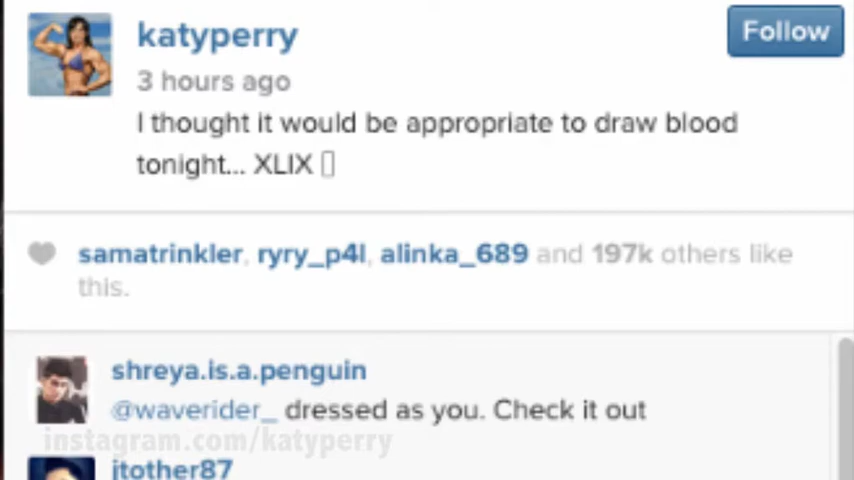 katyperry
Follow
3 hours ago
I thought it would be appropriate to draw blood
tonight... XLIX
samatrinkler, ryry_p4l, alinka_689 and 197k others like
this.
shreya.is.a.penguin
@waverider_ dressed as you. Check it out
instagram.com/katyperry
jtother87